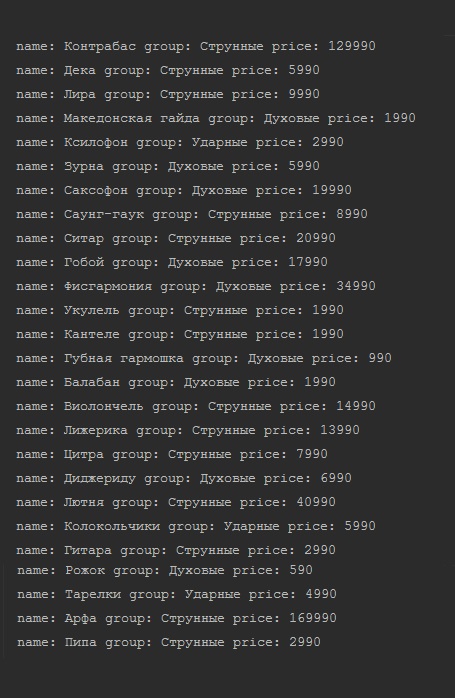 name: Контрабас group: Струнные price: 129990
name: Дека group: Струнные price: 5990
name: Лира group: Струнные price: 9990
name: Македонская гайда group: Духовые price: 1990
name: Ксилофон group: Ударные price: 2990
name: Зурна group: Духовые price: 5990
name: Саксофон group: Духовые price: 19990
name: Саунг-гаук group: Струнные price: 8990
name: Ситар group: Струнные price: 20990
name: Гобой group: Духовые price: 17990
name: Фисгармония group: Духовые price: 34990
name: Укулель group: Струнные price: 1990
name: Кантеле group: Струнные price: 1990
name: Губная гармошка group: Духовые price: 990
name: Балабан group: Духовые price: 1990
name: Виолончель group: Струнные price: 14990
name: Лижерика group: Струнные price: 13990
name: Цитра group: Струнные price: 7990
name: Диджериду group: Духовые price: 6990
name: Лютня group: Струнные price: 40990
name: Колокольчики group: Ударные price: 5990
name: Гитара group: Струнные price: 2990
name: Рожок group: Духовые price: 590
name: Тарелки group: Ударные price: 4990
name: Арфа group: Струнные price: 169990
name: Пипа group: Струнные price: 2990